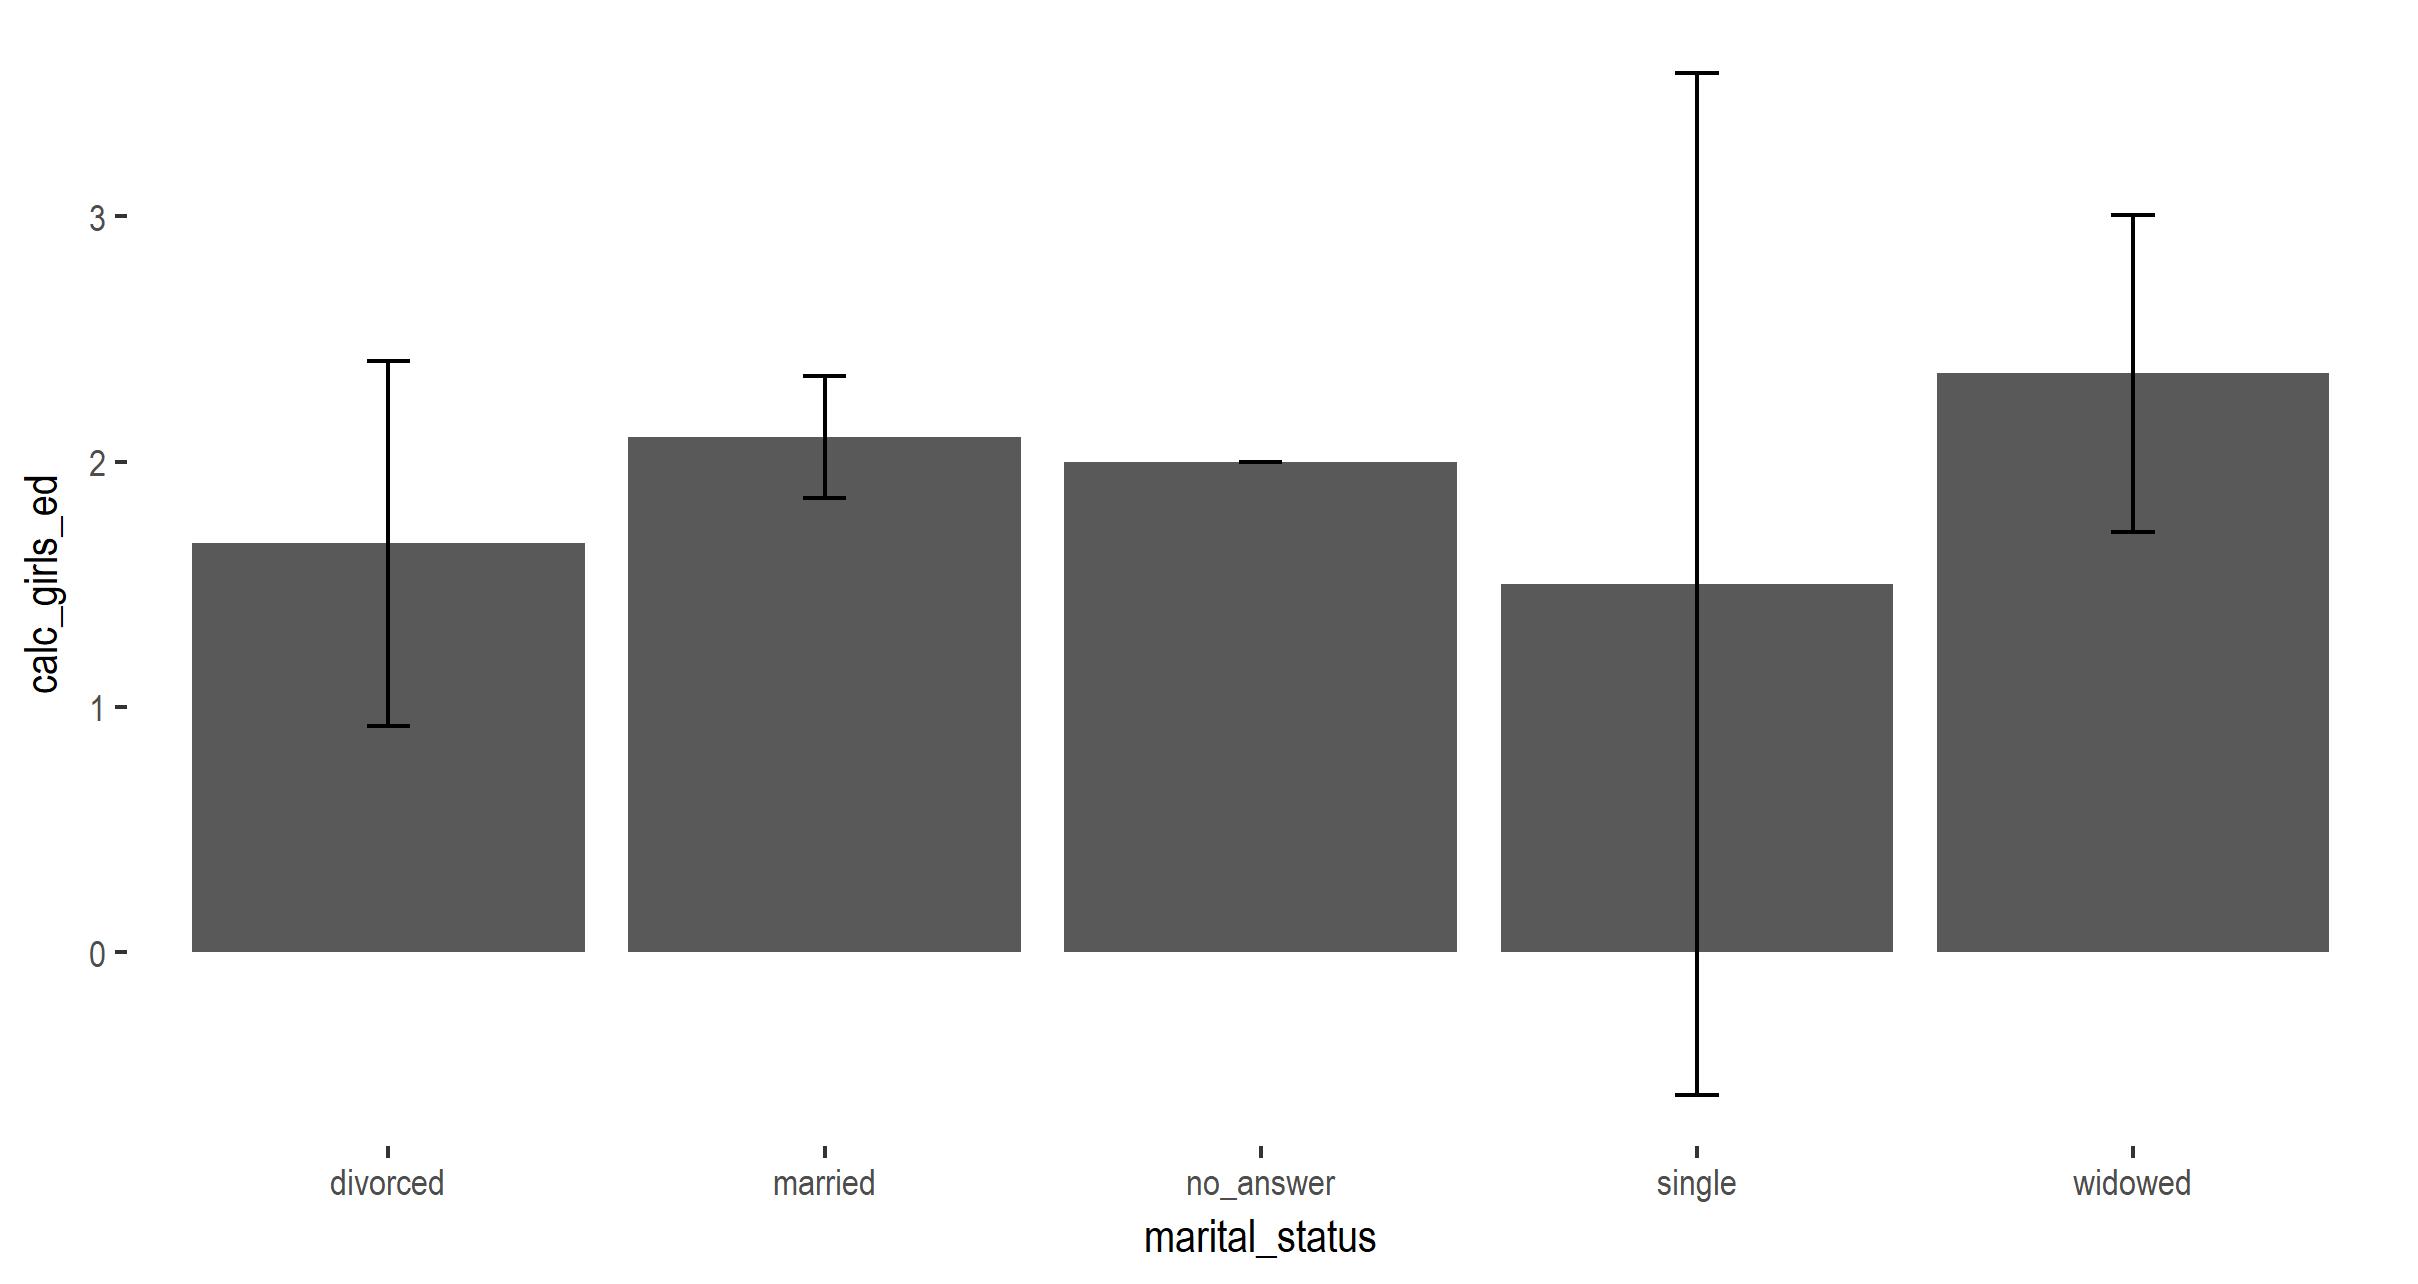 calc_girls_ed
3
2
1
0
divorced married no_answer single widowed
marital_status